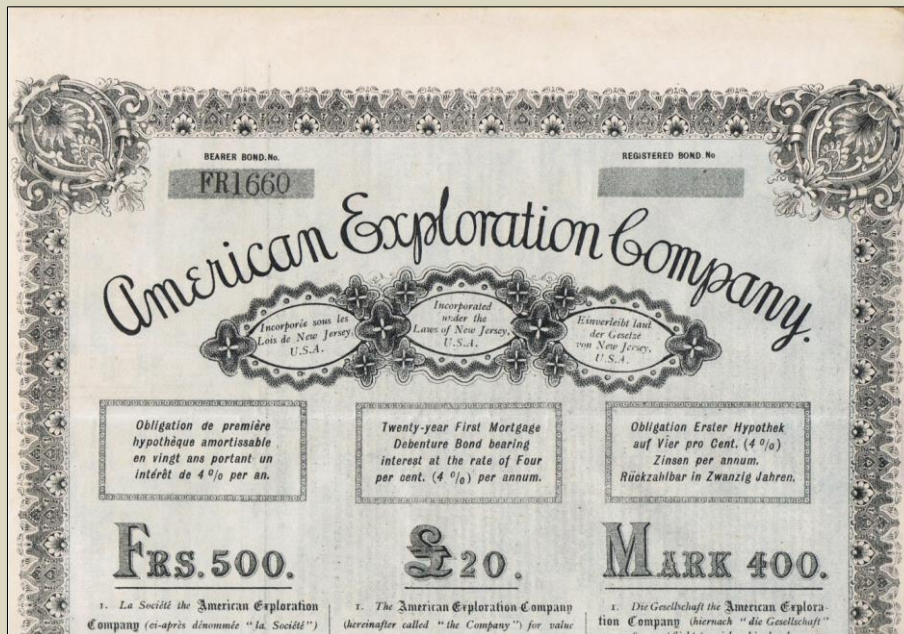 BEARER BOND. No.
FR1660
REGISTERED BOND. No
American Exploration Company.
Incorporée sous les
Lois de New Jersey,
U.S.A.
Incorporated
under the
Laws of New Jersey,
U.S.A.
Einverleibt laut
der Gesetze
von New Jersey,
U.S.A.
Obligation de première
hypothèque amortissable
en vingt ans portant un
intérêt de 4 % per an.
Twenty-year First Mortgage
Debenture Bond bearing
interest at the rate of Four
per cent. (4 %) per annum.
Obligation Erster Hypothek
auf Vier pro Cent. (4 %)
Zinsen per annum.
Rückzahlbar in Zwanzig Jahren.
FRS. 500.
£20.
MARK 400.
1. La Société the American Exploration
Company (ci-après dénommée "la Société")
1. The American Exploration Company
(hereinafter called "the Company") for value
1. Die Gesellschaft the American Explora-
tion Company (hiernach "die Gesellschaft"